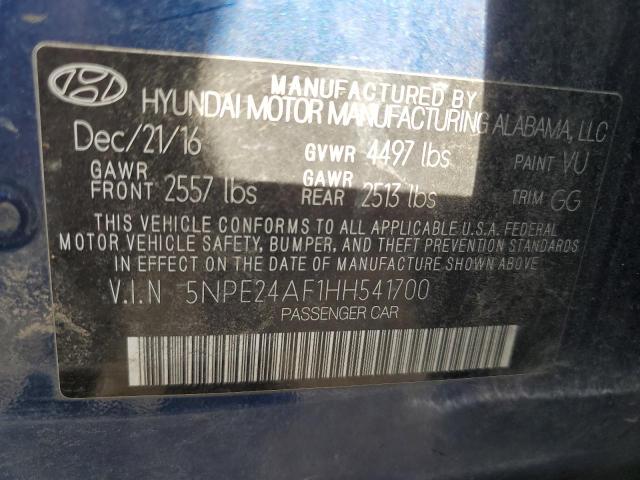 MANUFACTURED BY
HYUNDAI MOTOR MANUFACTURING ALABAMA, LLC
Dec/21/16 GVWR 4497 lbs PAINT VU
GAWR FRONT 2557 lbs GAWR REAR 2513 lbs TRIM GG
THIS VEHICLE CONFORMS TO ALL APPLICABLE U.S.A. FEDERAL
MOTOR VEHICLE SAFETY, BUMPER, AND THEFT PREVENTION STANDARDS
IN EFFECT ON THE DATE OF MANUFACTURE SHOWN ABOVE.
V.I.N 5NPE24AF1HH541700
PASSENGER CAR